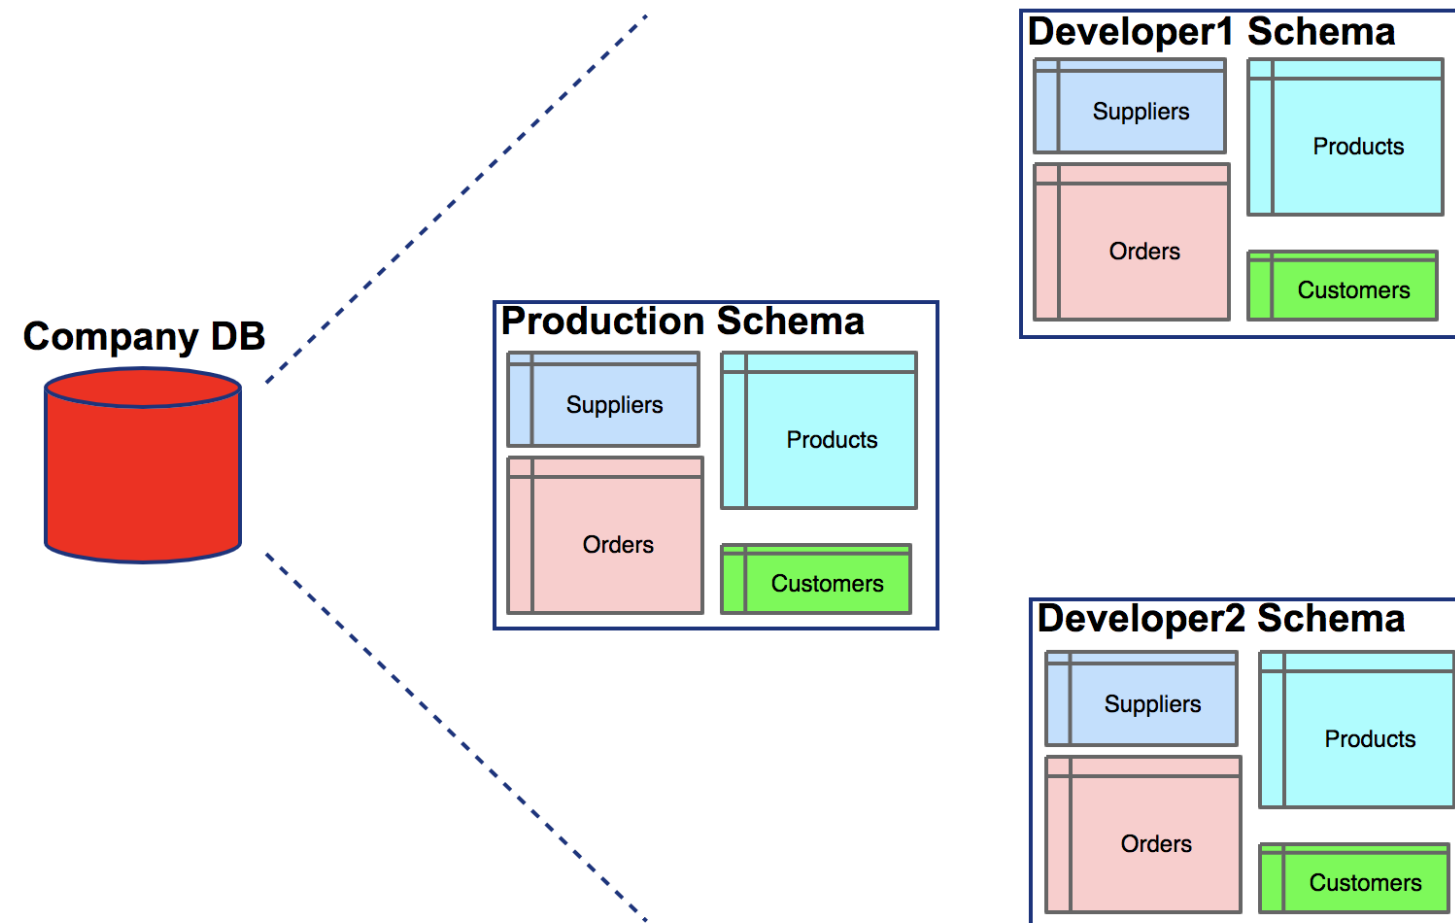 Company DB
Production Schema
Suppliers
Products
Orders
Customers
Developer1 Schema
Suppliers
Products
Orders
Customers
Developer2 Schema
Suppliers
Products
Orders
Customers